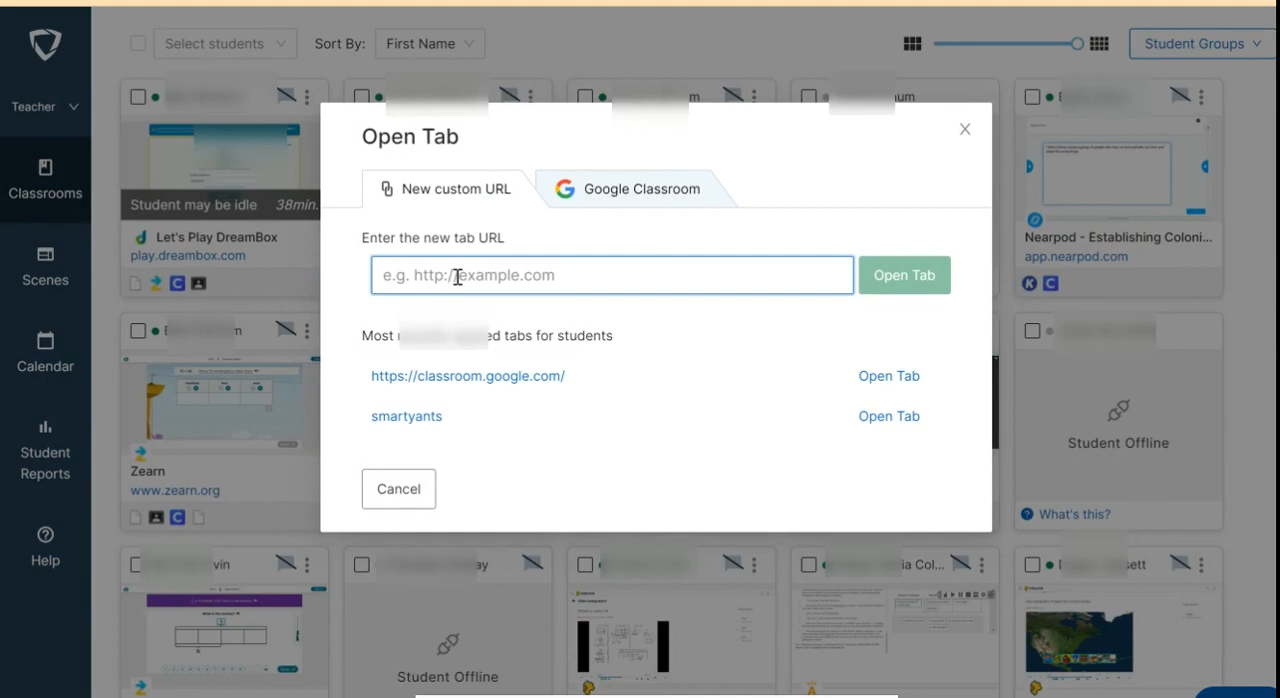 Select students
Sort By:
First Name
Student Groups
Teacher
Classrooms
Scenes
Calendar
Student
Reports
Help
m
num
Student may be idle 38min.
Let's Play DreamBox
play.dreambox.com
Nearpod - Establishing Coloni...
app.nearpod.com
Open Tab
New custom URL
Google Classroom
Enter the new tab URL
e.g. http://example.com
Open Tab
Most ed tabs for students
https://classroom.google.com/
Open Tab
smartyants
Open Tab
Cancel
m
Zearn
www.zearn.org
Student Offline
What's this?
vin
ay
ia Col...
sett
Student Offline